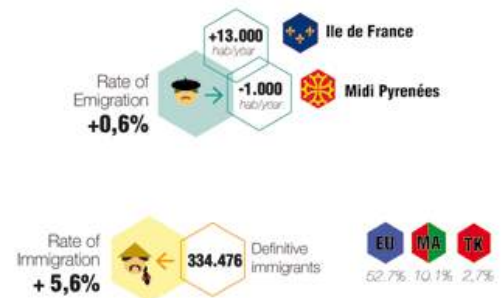 +13.000
hab/year
Ile de France
Rate of
Emigration
+0,6%
-1.000
hab/year
Midi Pyrenées
Rate of
Immigration
+ 5,6%
334.476
Definitive
immigrants
EU MA TK
52.7% 10.1% 2,7%